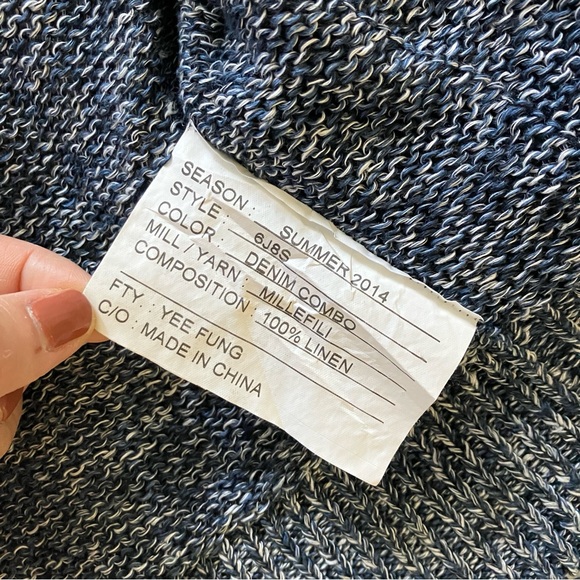 SEASON: SUMMER 2014
STYLE: 6J8S
COLOR: DENIM COMBO
MILL / YARN: MILLEFILI
COMPOSITION: 100% LINEN
FTY: YEE FUNG
C/O: MADE IN CHINA